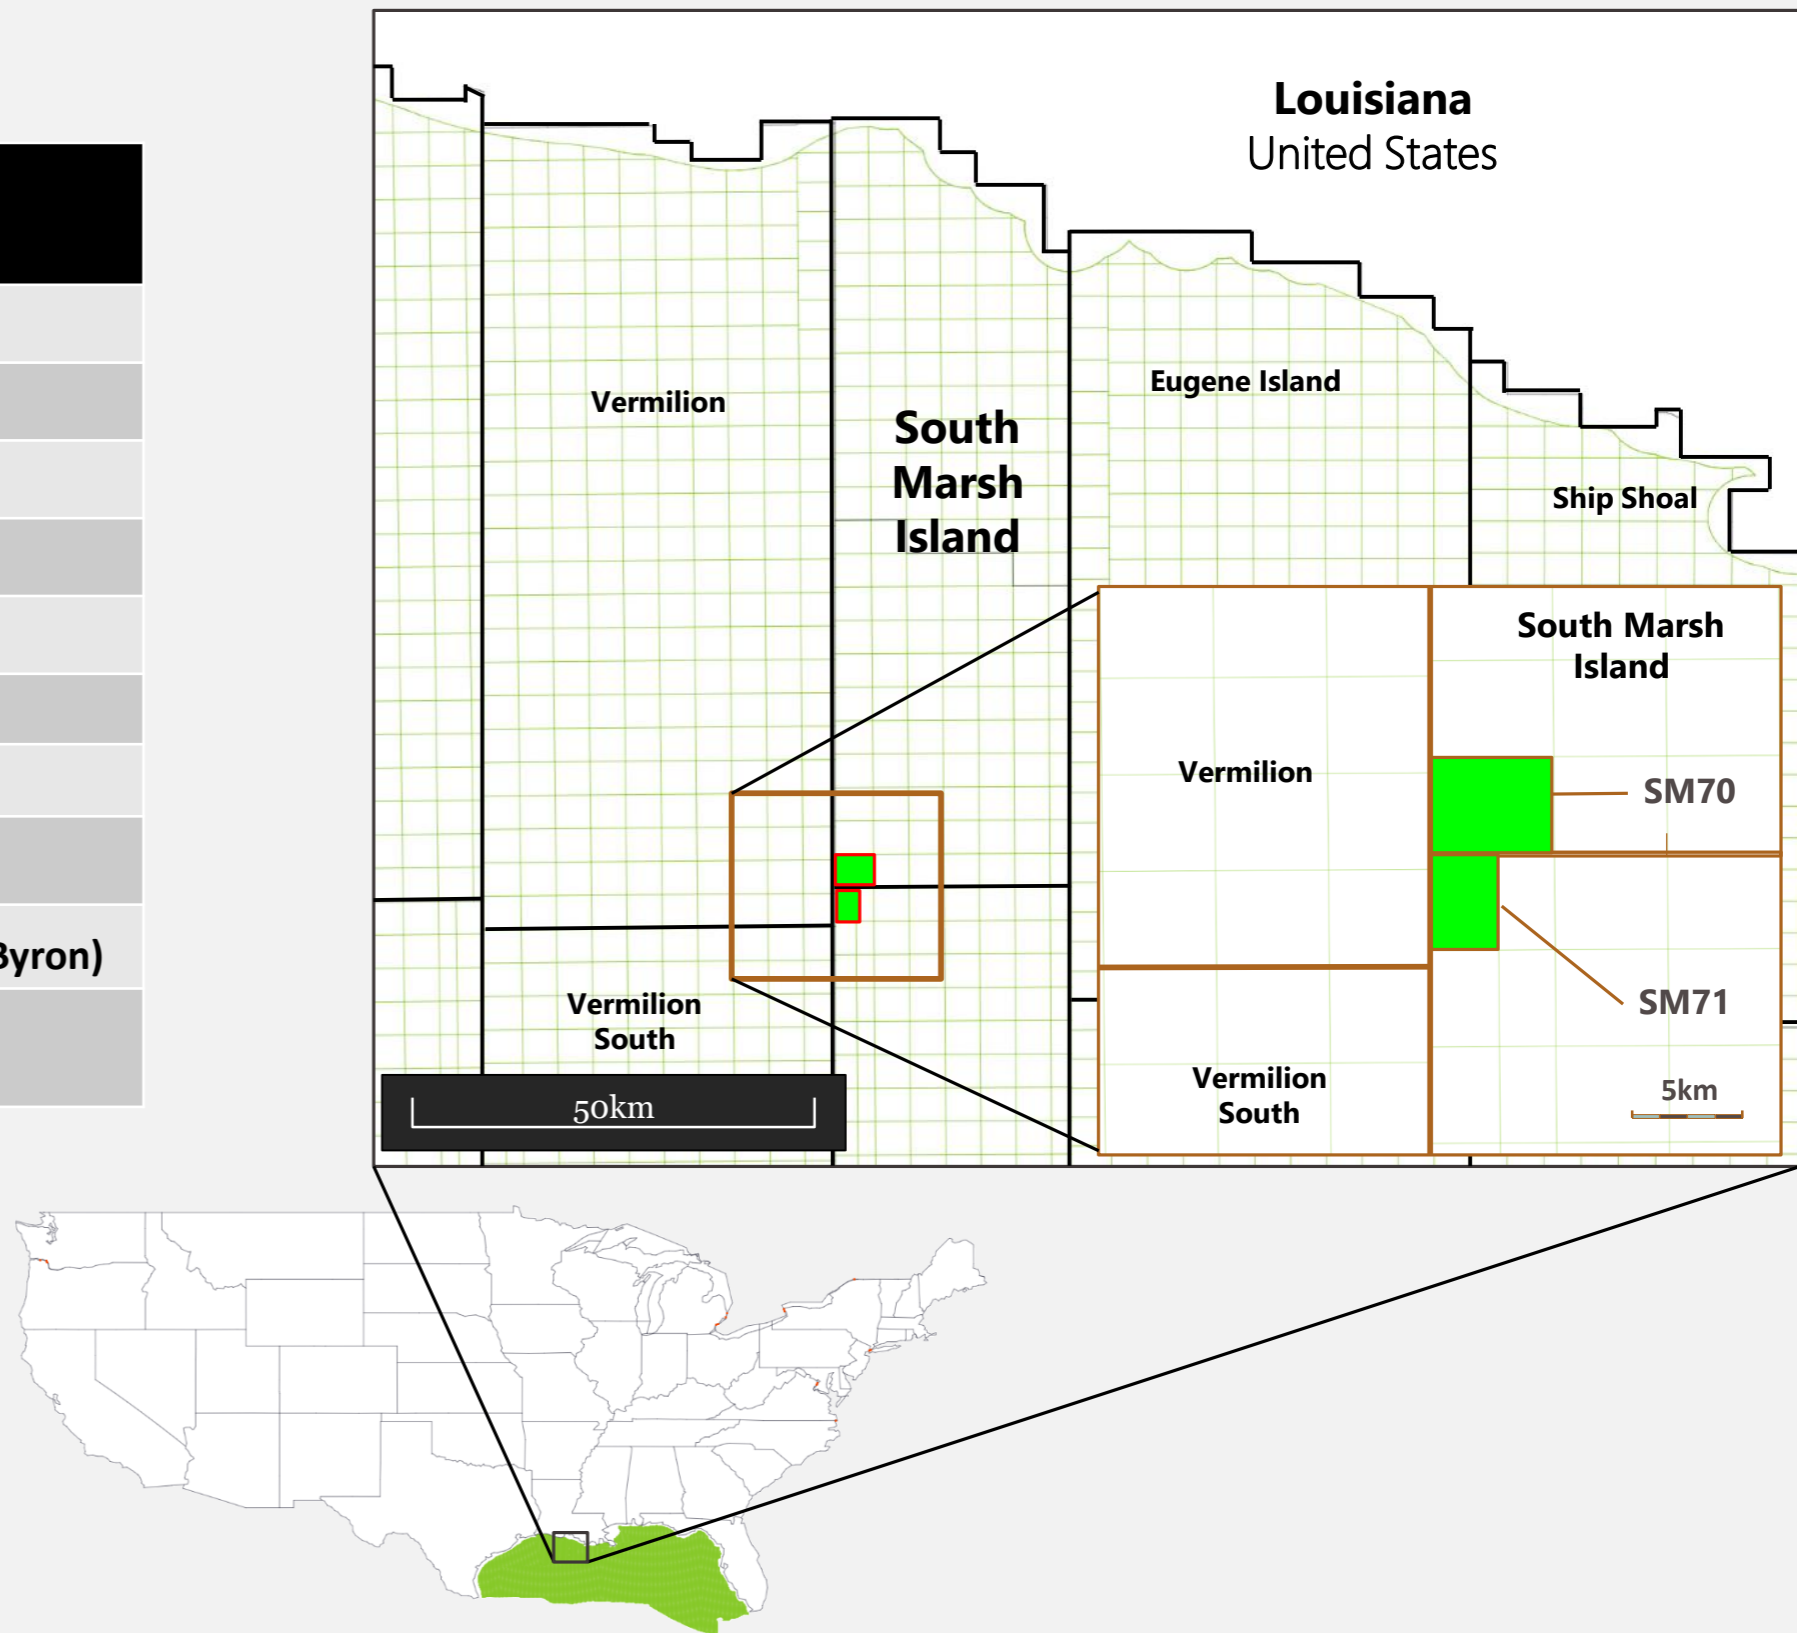 Byron)
Louisiana
United States
Vermilion
South
Marsh
Island
Eugene Island
Ship Shoal
South Marsh
Island
Vermilion
SM70
SM71
Vermilion
South
Vermilion
South
5km
50km